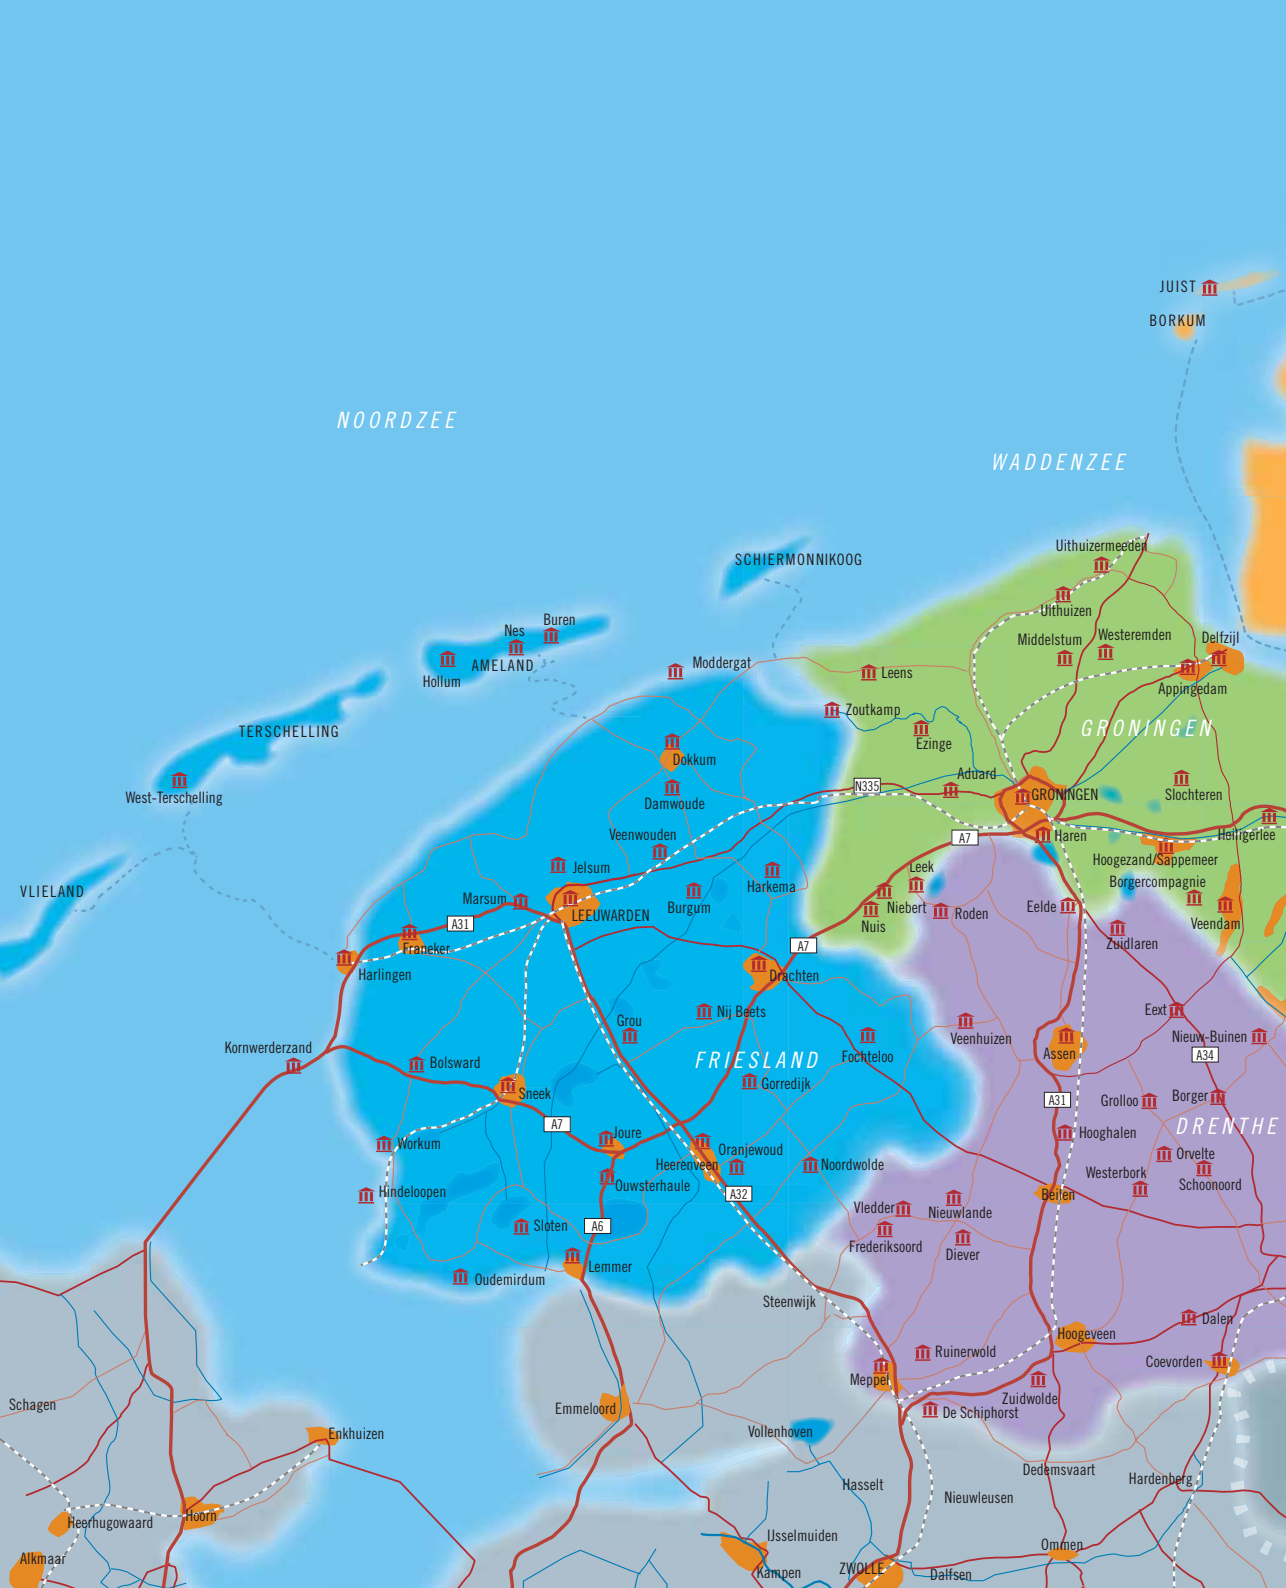 JUIST
BORKUM
NOORDZEE
WADDENZEE
SCHIERMONNIKOOG
Uithuizermeeden
Uithuizen
Buren
Nes
AMELAND
Hollum
Middelstum
Westeremden
Delfzijl
Moddergat
Leens
Appingedam
Zoutkamp
TERSCHELLING
GRONINGEN
Ezinge
Dokkum
West-Terschelling
Aduard
N335
GRONINGEN
Slochteren
Damwoude
Veenwouden
A7
Haren
Heiligerlee
Hoogezand/Sappemeer
Jelsum
Leek
Harkema
Borgercompagnie
VLIELAND
Marsum
Burgum
Niebert
Roden
Eelde
LEEUWARDEN
A31
Nuis
Veendam
Franeker
A7
Zuidlaren
Harlingen
Drachten
Nij Beets
Eext
Grou
Veenhuizen
Nieuw-Buinen
Kornwerderzand
Fochteloo
Assen
A34
Bolsward
FRIESLAND
Gorredijk
Sneek
A31
Grolloo
Borger
A7
DRENTHE
Joure
Hooghalen
Workum
Oranjewoud
Orvelte
Heerenveen
Noordwolde
Westerbork
Ouwsterhaule
Schoonoord
Hindeloopen
A32
Beilen
Vledder
Nieuwlande
Sloten
A6
Frederiksoord
Diever
Lemmer
Oudemirdum
Steenwijk
Dalen
Hoogeveen
Ruinerwold
Coevorden
Meppel
Zuidwolde
Schagen
Emmeloord
De Schiphorst
Enkhuizen
Vollenhoven
Dedemsvaart
Hardenberg
Hasselt
Nieuwleusen
Hoorn
Heerhugowaard
IJsselmuiden
Ommen
Alkmaar
Kampen
ZWOLLE
Dalfsen